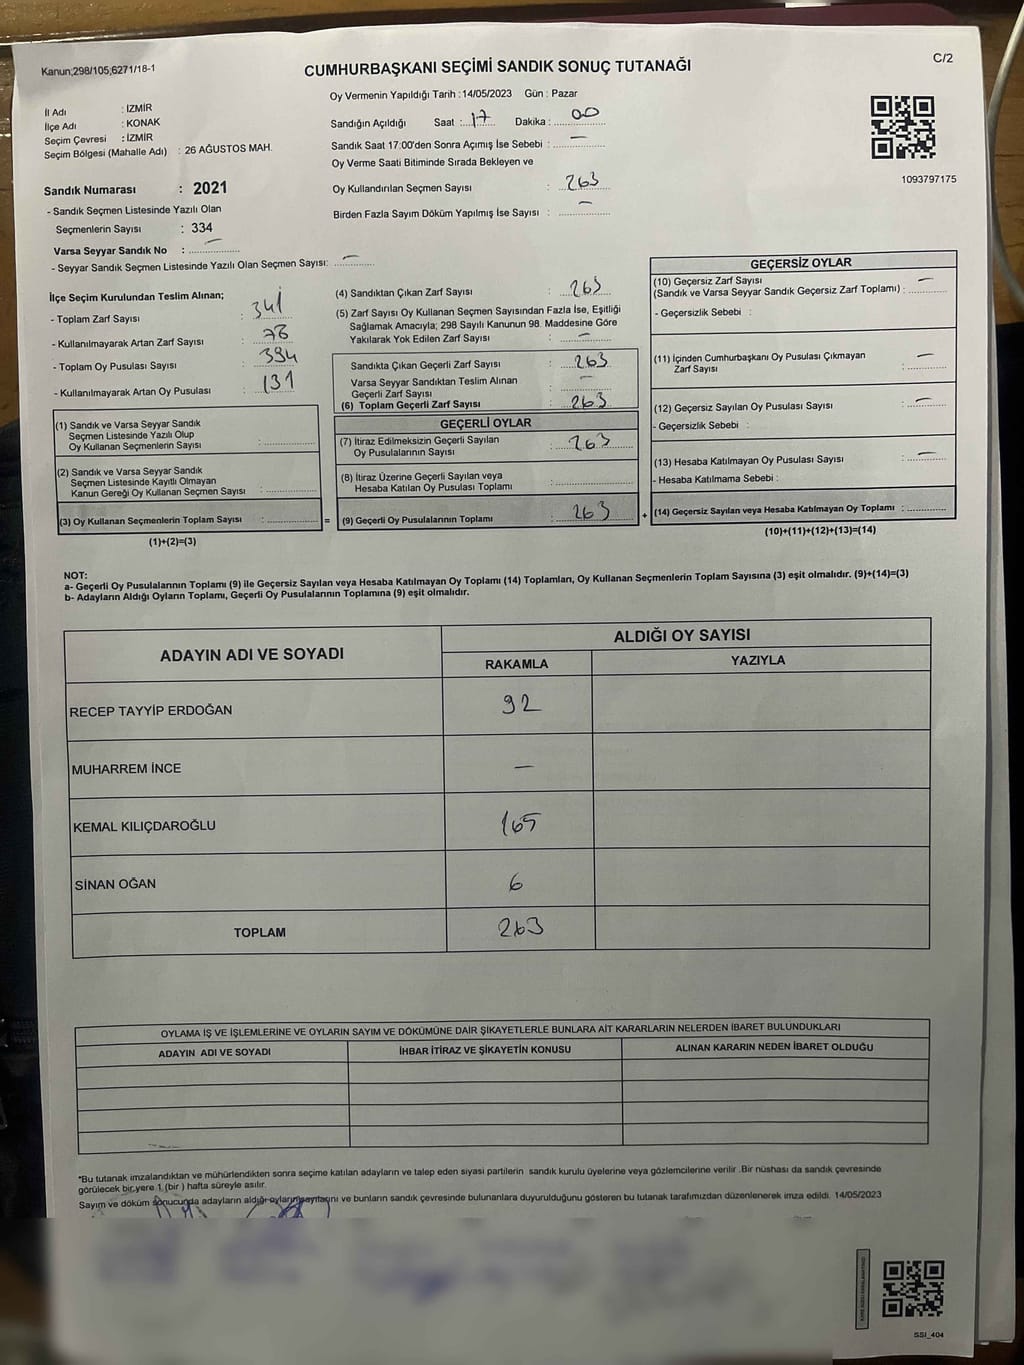 Kanun;298/105;6271/18-1
CUMHURBAŞKANI SEÇİMİ SANDIK SONUÇ TUTANAĞI
C/2
İl Adı : İZMİR
İlçe Adı : KONAK
Seçim Çevresi : İZMİR
Seçim Bölgesi (Mahalle Adı) : 26 AĞUSTOS MAH.
Sandık Numarası : 2021
- Sandık Seçmen Listesinde Yazılı Olan
Seçmenlerin Sayısı : 334
Varsa Seyyar Sandık No : —
- Seyyar Sandık Seçmen Listesinde Yazılı Olan Seçmen Sayısı: —
Oy Vermenin Yapıldığı Tarih : 14/05/2023 Gün : Pazar
Sandığın Açıldığı Saat : 17 Dakika : 00
Sandık Saat 17:00'den Sonra Açımış İse Sebebi : —
Oy Verme Saati Bitiminde Sırada Bekleyen ve
Oy Kullandırılan Seçmen Sayısı : 263
Birden Fazla Sayım Döküm Yapılmış İse Sayısı : —
1093797175
İlçe Seçim Kurulundan Teslim Alınan;
- Toplam Zarf Sayısı : 341
- Kullanılmayarak Artan Zarf Sayısı : 78
- Toplam Oy Pusulası Sayısı : 394
- Kullanılmayarak Artan Oy Pusulası : 131
(1) Sandık ve Varsa Seyyar Sandık
Seçmen Listesinde Yazılı Olup
Oy Kullanan Seçmenlerin Sayısı :
(2) Sandık ve Varsa Seyyar Sandık
Seçmen Listesinde Kayıtlı Olmayan
Kanun Gereği Oy Kullanan Seçmen Sayısı :
(3) Oy Kullanan Seçmenlerin Toplam Sayısı : =
(1)+(2)=(3)
(4) Sandıktan Çıkan Zarf Sayısı : 263
(5) Zarf Sayısı Oy Kullanan Seçmen Sayısından Fazla İse, Eşitliği
Sağlamak Amacıyla; 298 Sayılı Kanunun 98. Maddesine Göre
Yakılarak Yok Edilen Zarf Sayısı : —
Sandıkta Çıkan Geçerli Zarf Sayısı : 263
Varsa Seyyar Sandıktan Teslim Alınan
Geçerli Zarf Sayısı : —
(6) Toplam Geçerli Zarf Sayısı : 263
GEÇERLİ OYLAR
(7) İtiraz Edilmeksizin Geçerli Sayılan
Oy Pusulalarının Sayısı : 263
(8) İtiraz Üzerine Geçerli Sayılan veya
Hesaba Katılan Oy Pusulası Toplamı :
(9) Geçerli Oy Pusulalarının Toplamı : 263 +
GEÇERSİZ OYLAR
(10) Geçersiz Zarf Sayısı
(Sandık ve Varsa Seyyar Sandık Geçersiz Zarf Toplamı) : —
- Geçersizlik Sebebi :
(11) İçinden Cumhurbaşkanı Oy Pusulası Çıkmayan
Zarf Sayısı : —
(12) Geçersiz Sayılan Oy Pusulası Sayısı : —
- Geçersizlik Sebebi :
(13) Hesaba Katılmayan Oy Pusulası Sayısı : —
- Hesaba Katılmama Sebebi :
(14) Geçersiz Sayılan veya Hesaba Katılmayan Oy Toplamı :
(10)+(11)+(12)+(13)=(14)
NOT:
a- Geçerli Oy Pusulalarının Toplamı (9) ile Geçersiz Sayılan veya Hesaba Katılmayan Oy Toplamı (14) Toplamları, Oy Kullanan Seçmenlerin Toplam Sayısına (3) eşit olmalıdır. (9)+(14)=(3)
b- Adayların Aldığı Oyların Toplamı, Geçerli Oy Pusulalarının Toplamına (9) eşit olmalıdır.
ADAYIN ADI VE SOYADI
ALDIĞI OY SAYISI
RAKAMLA YAZIYLA
RECEP TAYYİP ERDOĞAN 92
MUHARREM İNCE —
KEMAL KILIÇDAROĞLU 165
SİNAN OĞAN 6
TOPLAM 263
OYLAMA İŞ VE İŞLEMLERİNE VE OYLARIN SAYIM VE DÖKÜMÜNE DAİR ŞİKAYETLERLE BUNLARA AİT KARARLARIN NELERDEN İBARET BULUNDUKLARI
ADAYIN ADI VE SOYADI İHBAR İTİRAZ VE ŞİKAYETİN KONUSU ALINAN KARARIN NEDEN İBARET OLDUĞU
*Bu tutanak imzalandıktan ve mühürlendikten sonra seçime katılan adayların ve talep eden siyasi partilerin sandık kurulu üyelerine veya gözlemcilerine verilir .Bir nüshası da sandık çevresinde
görülecek bir yere 1 (bir ) hafta süreyle asılır.
Sayım ve döküm sonucunda adayların aldığı oyların sayılarını ve bunların sandık çevresinde bulunanlara duyurulduğunu gösteren bu tutanak tarafımızdan düzenlenerek imza edildi. 14/05/2023
SSI_404